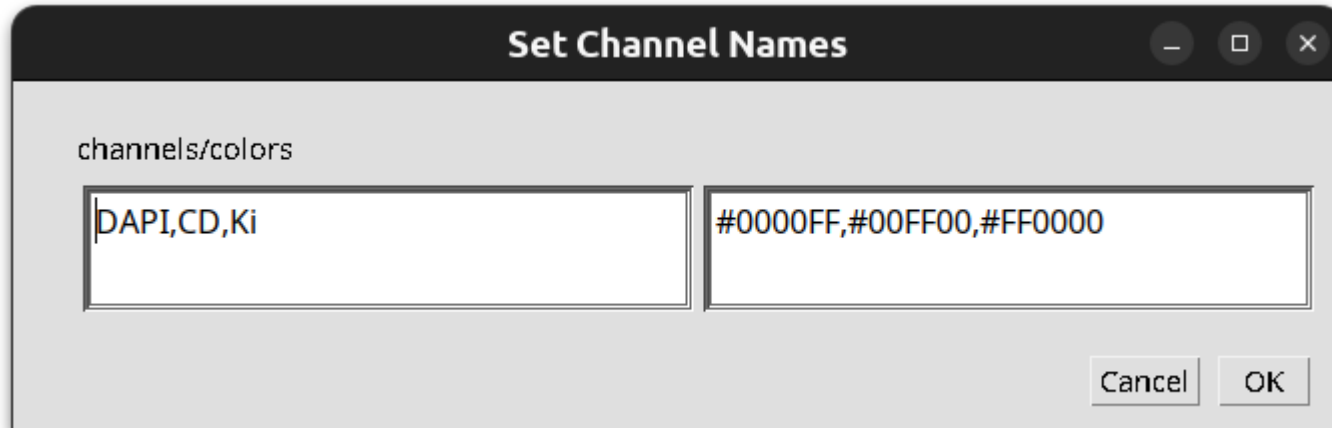 Set Channel Names
channels/colors
DAPI,CD,Ki
#0000FF,#00FF00,#FF0000
Cancel
OK